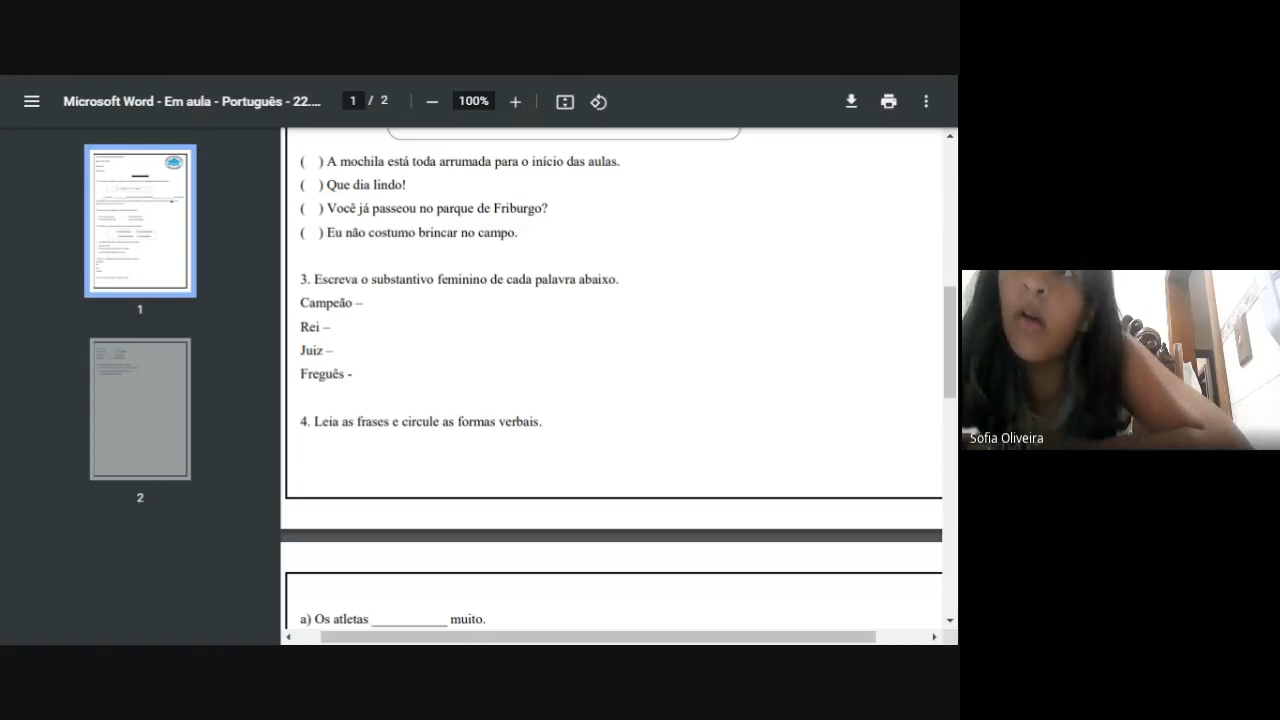 Microsoft Word - Em aula - Português - 22....
1 / 2
100%
( ) A mochila está toda arrumada para o início das aulas.
( ) Que dia lindo!
( ) Você já passeou no parque de Friburgo?
( ) Eu não costumo brincar no campo.
3. Escreva o substantivo feminino de cada palavra abaixo.
Campeão –
Rei –
Juiz –
Freguês -
4. Leia as frases e circule as formas verbais.
a) Os atletas ___________ muito.
1
2
Sofia Oliveira